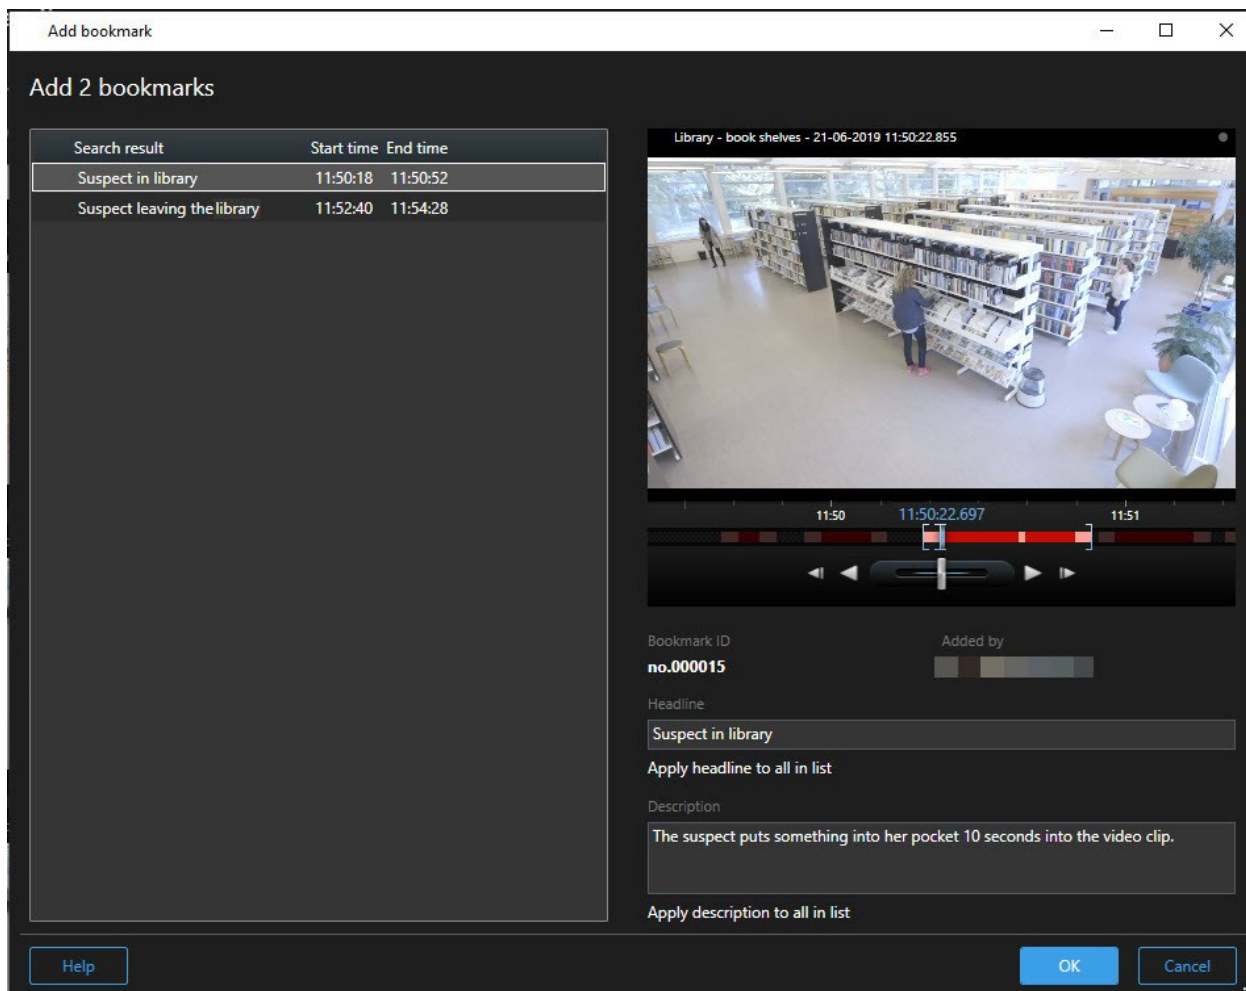 Add bookmark
Add 2 bookmarks
Search result Start time End time
Suspect in library 11:50:18 11:50:52
Suspect leaving the library 11:52:40 11:54:28
Library - book shelves - 21-06-2019 11:50:22.855
11:50 11:50:22.697 11:51
Bookmark ID Added by
no.000015
Headline
Suspect in library
Apply headline to all in list
Description
The suspect puts something into her pocket 10 seconds into the video clip.
Apply description to all in list
Help OK Cancel